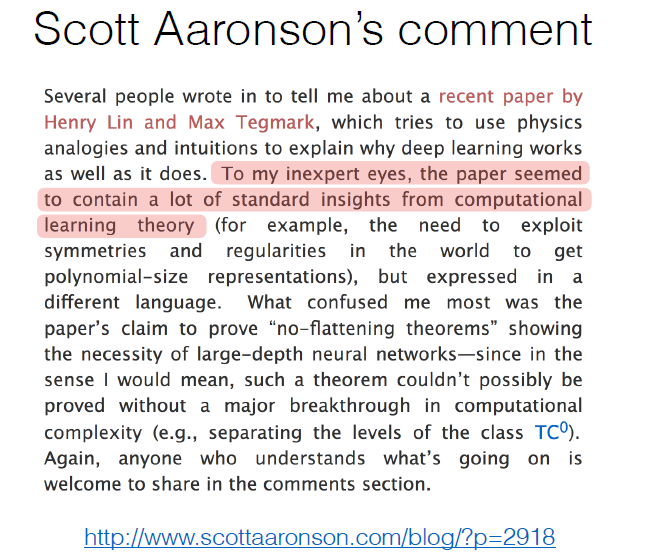 Scott Aaronson's comment
Several people wrote in to tell me about a recent paper by
Henry Lin and Max Tegmark, which tries to use physics
analogies and intuitions to explain why deep learning works
as well as it does. To my inexpert eyes, the paper seemed
to contain a lot of standard insights from computational
learning theory (for example, the need to exploit
symmetries and regularities in the world to get
polynomial-size representations), but expressed in a
different language. What confused me most was the
paper's claim to prove “no-flattening theorems” showing
the necessity of large-depth neural networks—since in the
sense I would mean, such a theorem couldn't possibly be
proved without a major breakthrough in computational
complexity (e.g., separating the levels of the class TC⁰).
Again, anyone who understands what's going on is
welcome to share in the comments section.
http://www.scottaaronson.com/blog/?p=2918